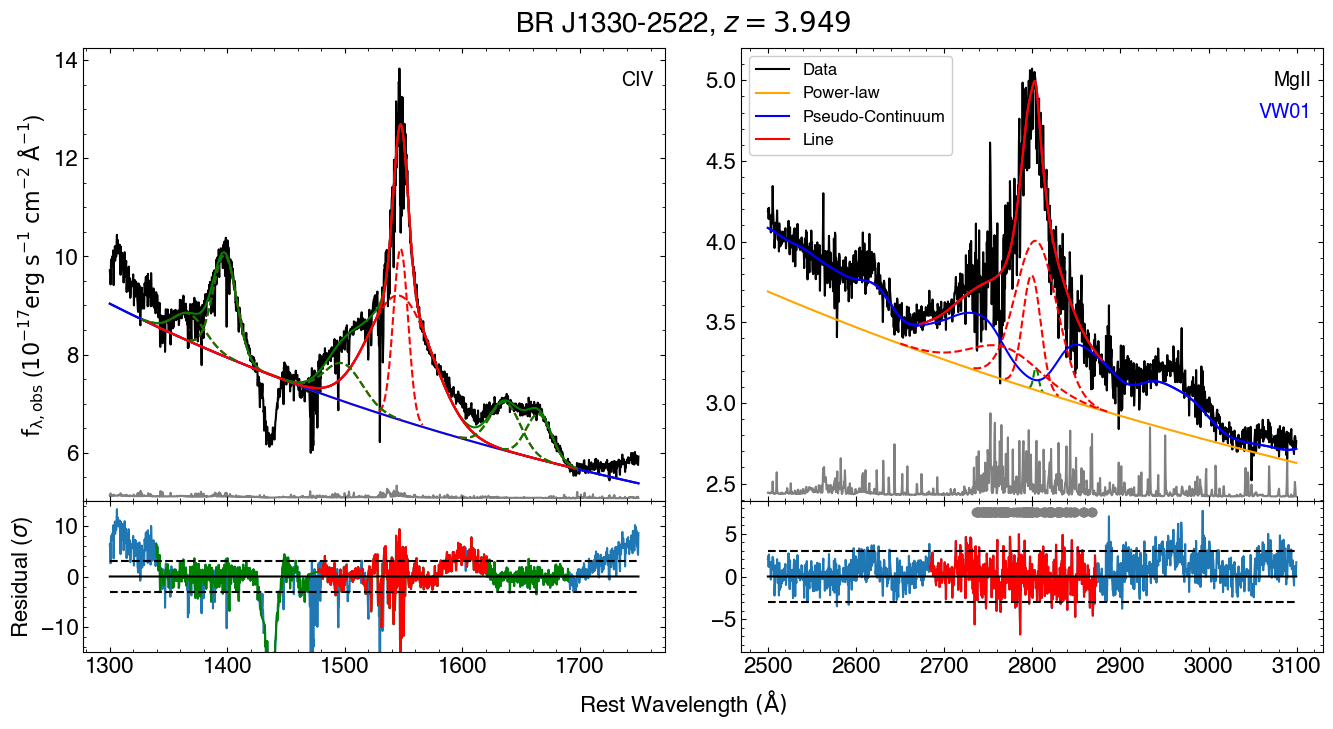 BR J1330-2522, z = 3.949
14
12
10
8
6
f_λ,obs (10⁻¹⁷erg s⁻¹ cm⁻² Å⁻¹)
CIV
10
0
−10
Residual (σ)
1300 1400 1500 1600 1700
5.0
4.5
4.0
3.5
3.0
2.5
Data
Power-law
Pseudo-Continuum
Line
MgII
VW01
5
0
−5
2500 2600 2700 2800 2900 3000 3100
Rest Wavelength (Å)